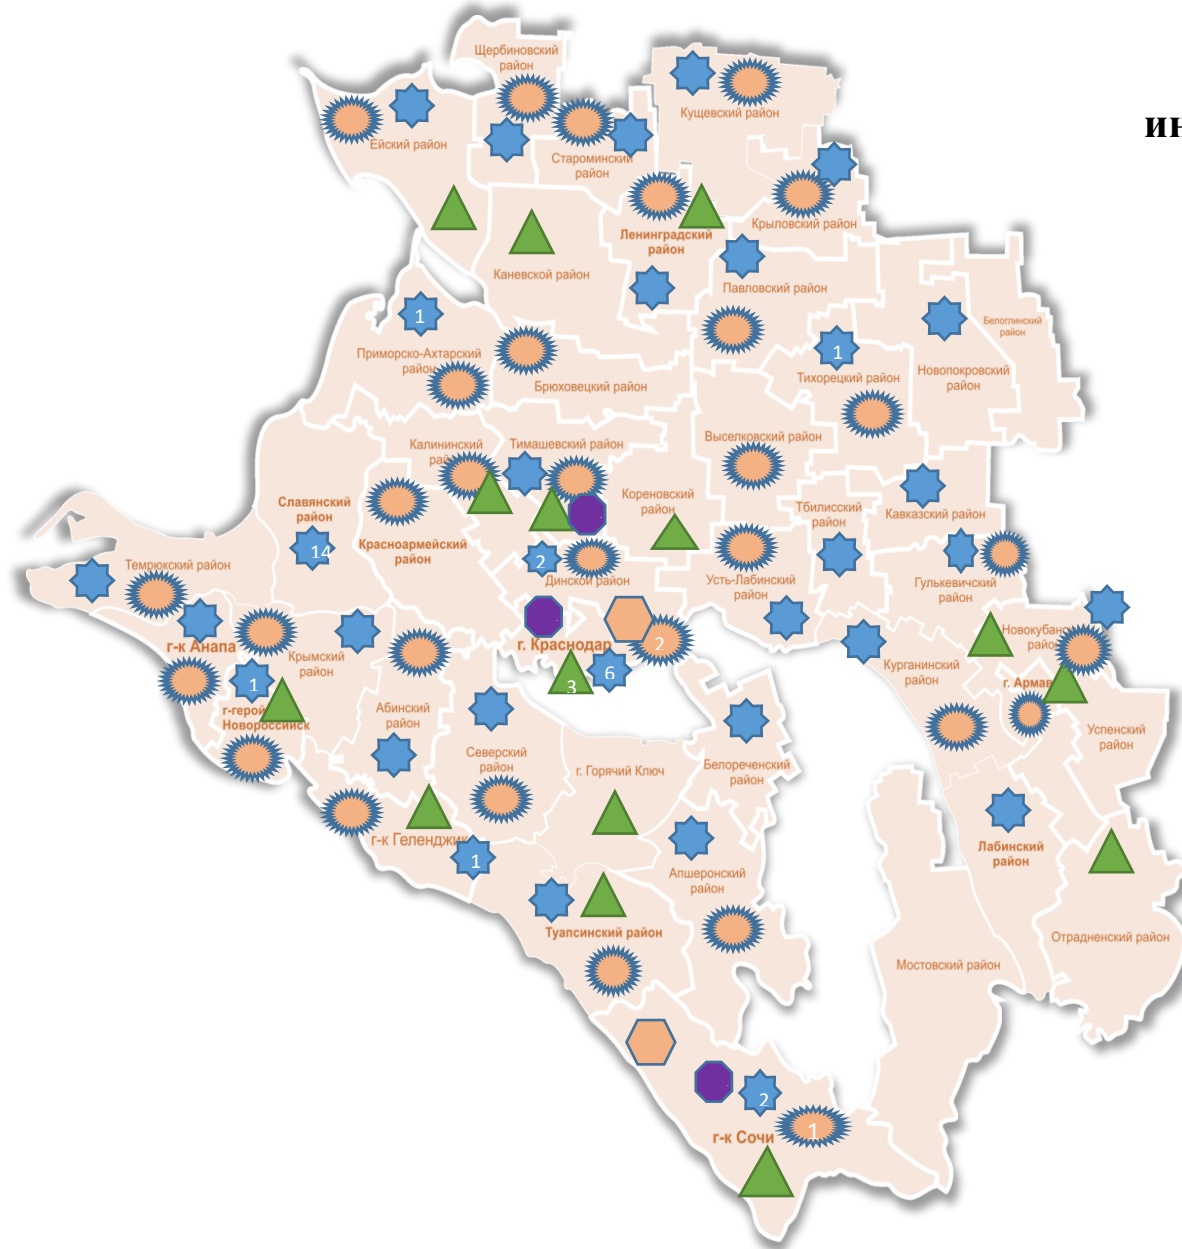 Щербиновский
район
ин
Кущевский район
Ейский район
Староминский
район
Крыловский район
Ленинградский
район
Каневской район
Павловский район
Белоглинский
район
1
1
Приморско-Ахтарский
район
Брюховецкий район
Тихорецкий район
Новопокровский
район
Калининский
Тимашевский район
Выселковский район
Славянский
район
Кореновский
район
Тбилисский
район
Кавказский район
14
Красноармейский
район
2
Темрюкский район
Динской район
Усть-Лабинский
район
Гулькевичский
район
г-к Анапа
Крымский
район
г. Краснодар
2
Новокубанс
район
Курганинский
район
3
6
1
г-герой
Новороссийск
Абинский
район
г. Армав
Успенский
район
Северский
район
г. Горячий Ключ
Белореченский
район
г-к Геленджик
1
Апшеронский
район
Лабинский
район
Туапсинский район
Отрадненский район
Мостовский район
2
1
г-к Сочи